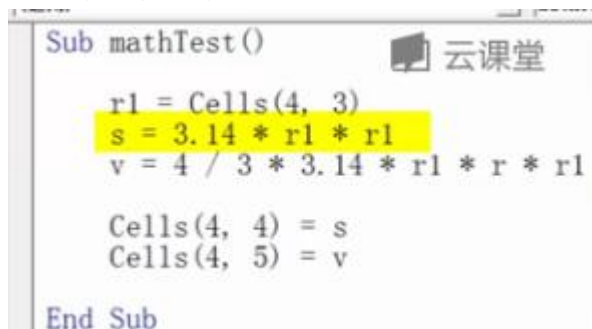 Sub mathTest()
云课堂
r1 = Cells(4, 3)
s = 3.14 * r1 * r1
v = 4 / 3 * 3.14 * r1 * r * r1
Cells(4, 4) = s
Cells(4, 5) = v
End Sub